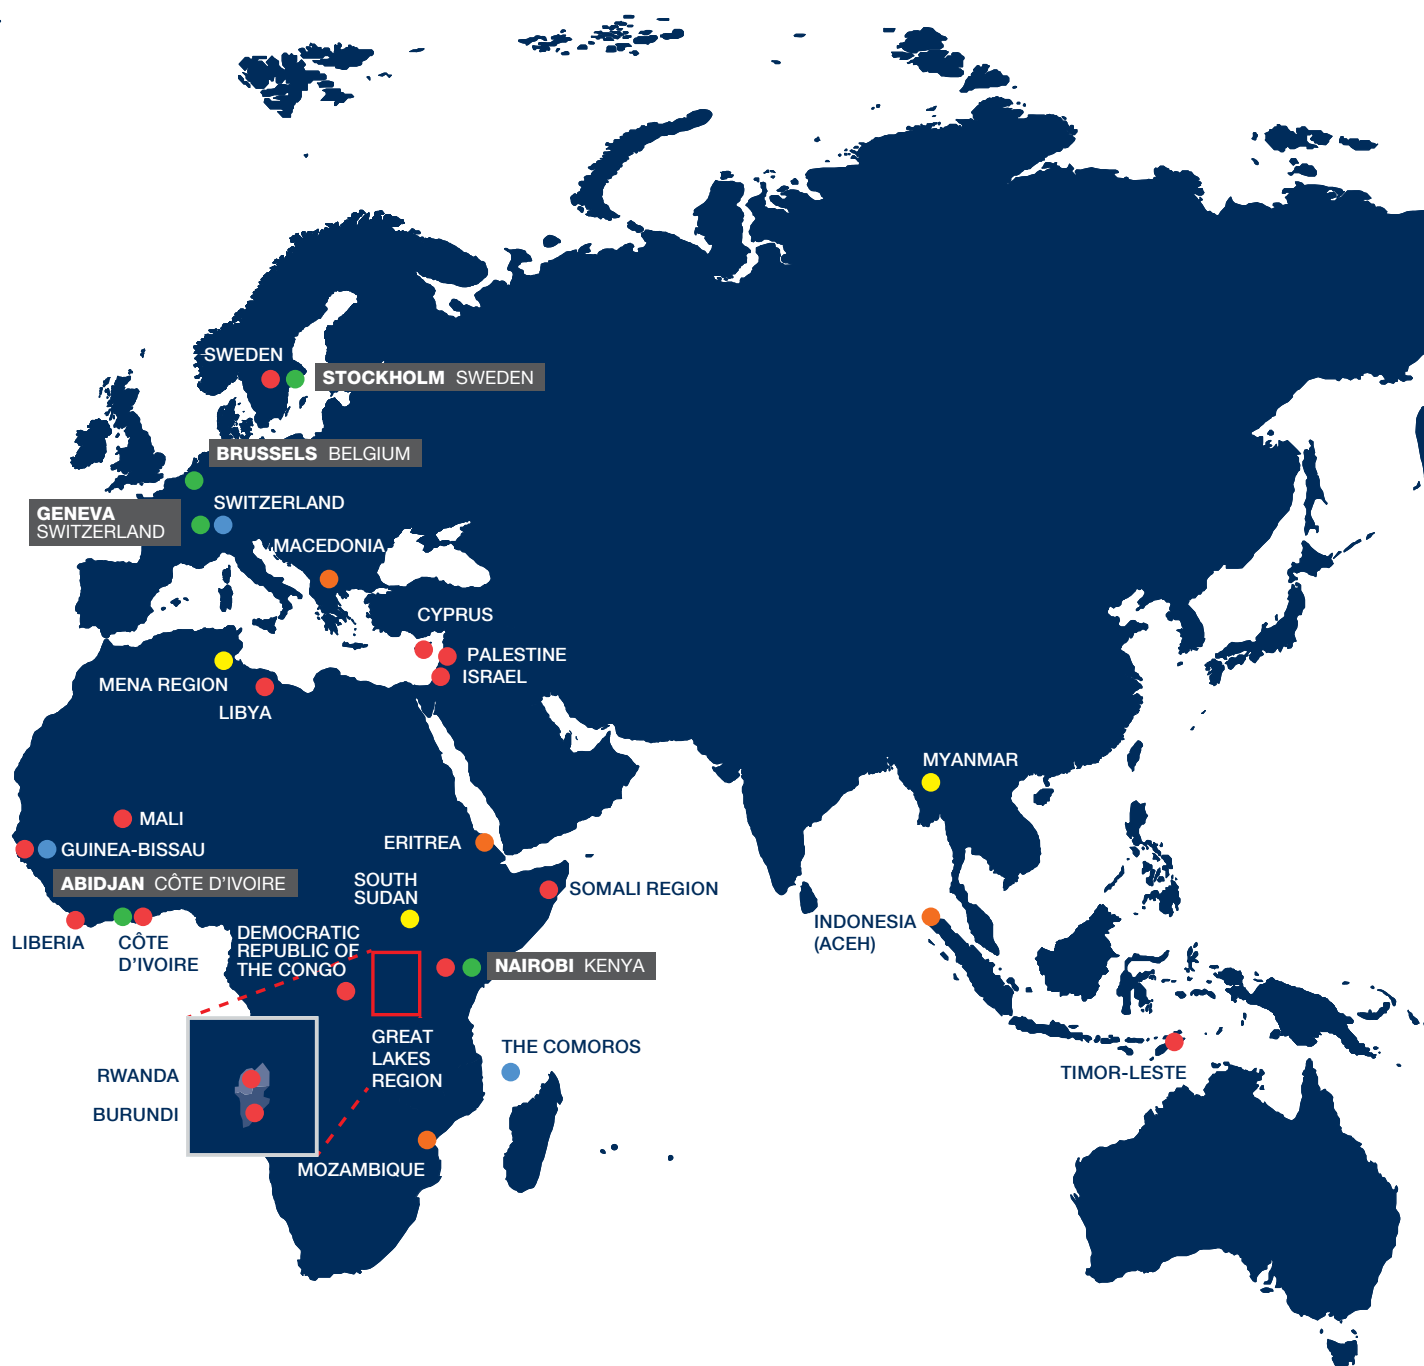 SWEDEN
STOCKHOLM SWEDEN
BRUSSELS BELGIUM
SWITZERLAND
GENEVA
SWITZERLAND
MACEDONIA
CYPRUS
PALESTINE
ISRAEL
MENA REGION
LIBYA
MYANMAR
MALI
ERITREA
GUINEA-BISSAU
ABIDJAN CÔTE D'IVOIRE
SOUTH
SUDAN
SOMALI REGION
LIBERIA
CÔTE
D'IVOIRE
DEMOCRATIC
REPUBLIC OF
THE CONGO
INDONESIA
(ACEH)
NAIROBI KENYA
GREAT
LAKES
REGION
THE COMOROS
RWANDA
BURUNDI
TIMOR-LESTE
MOZAMBIQUE